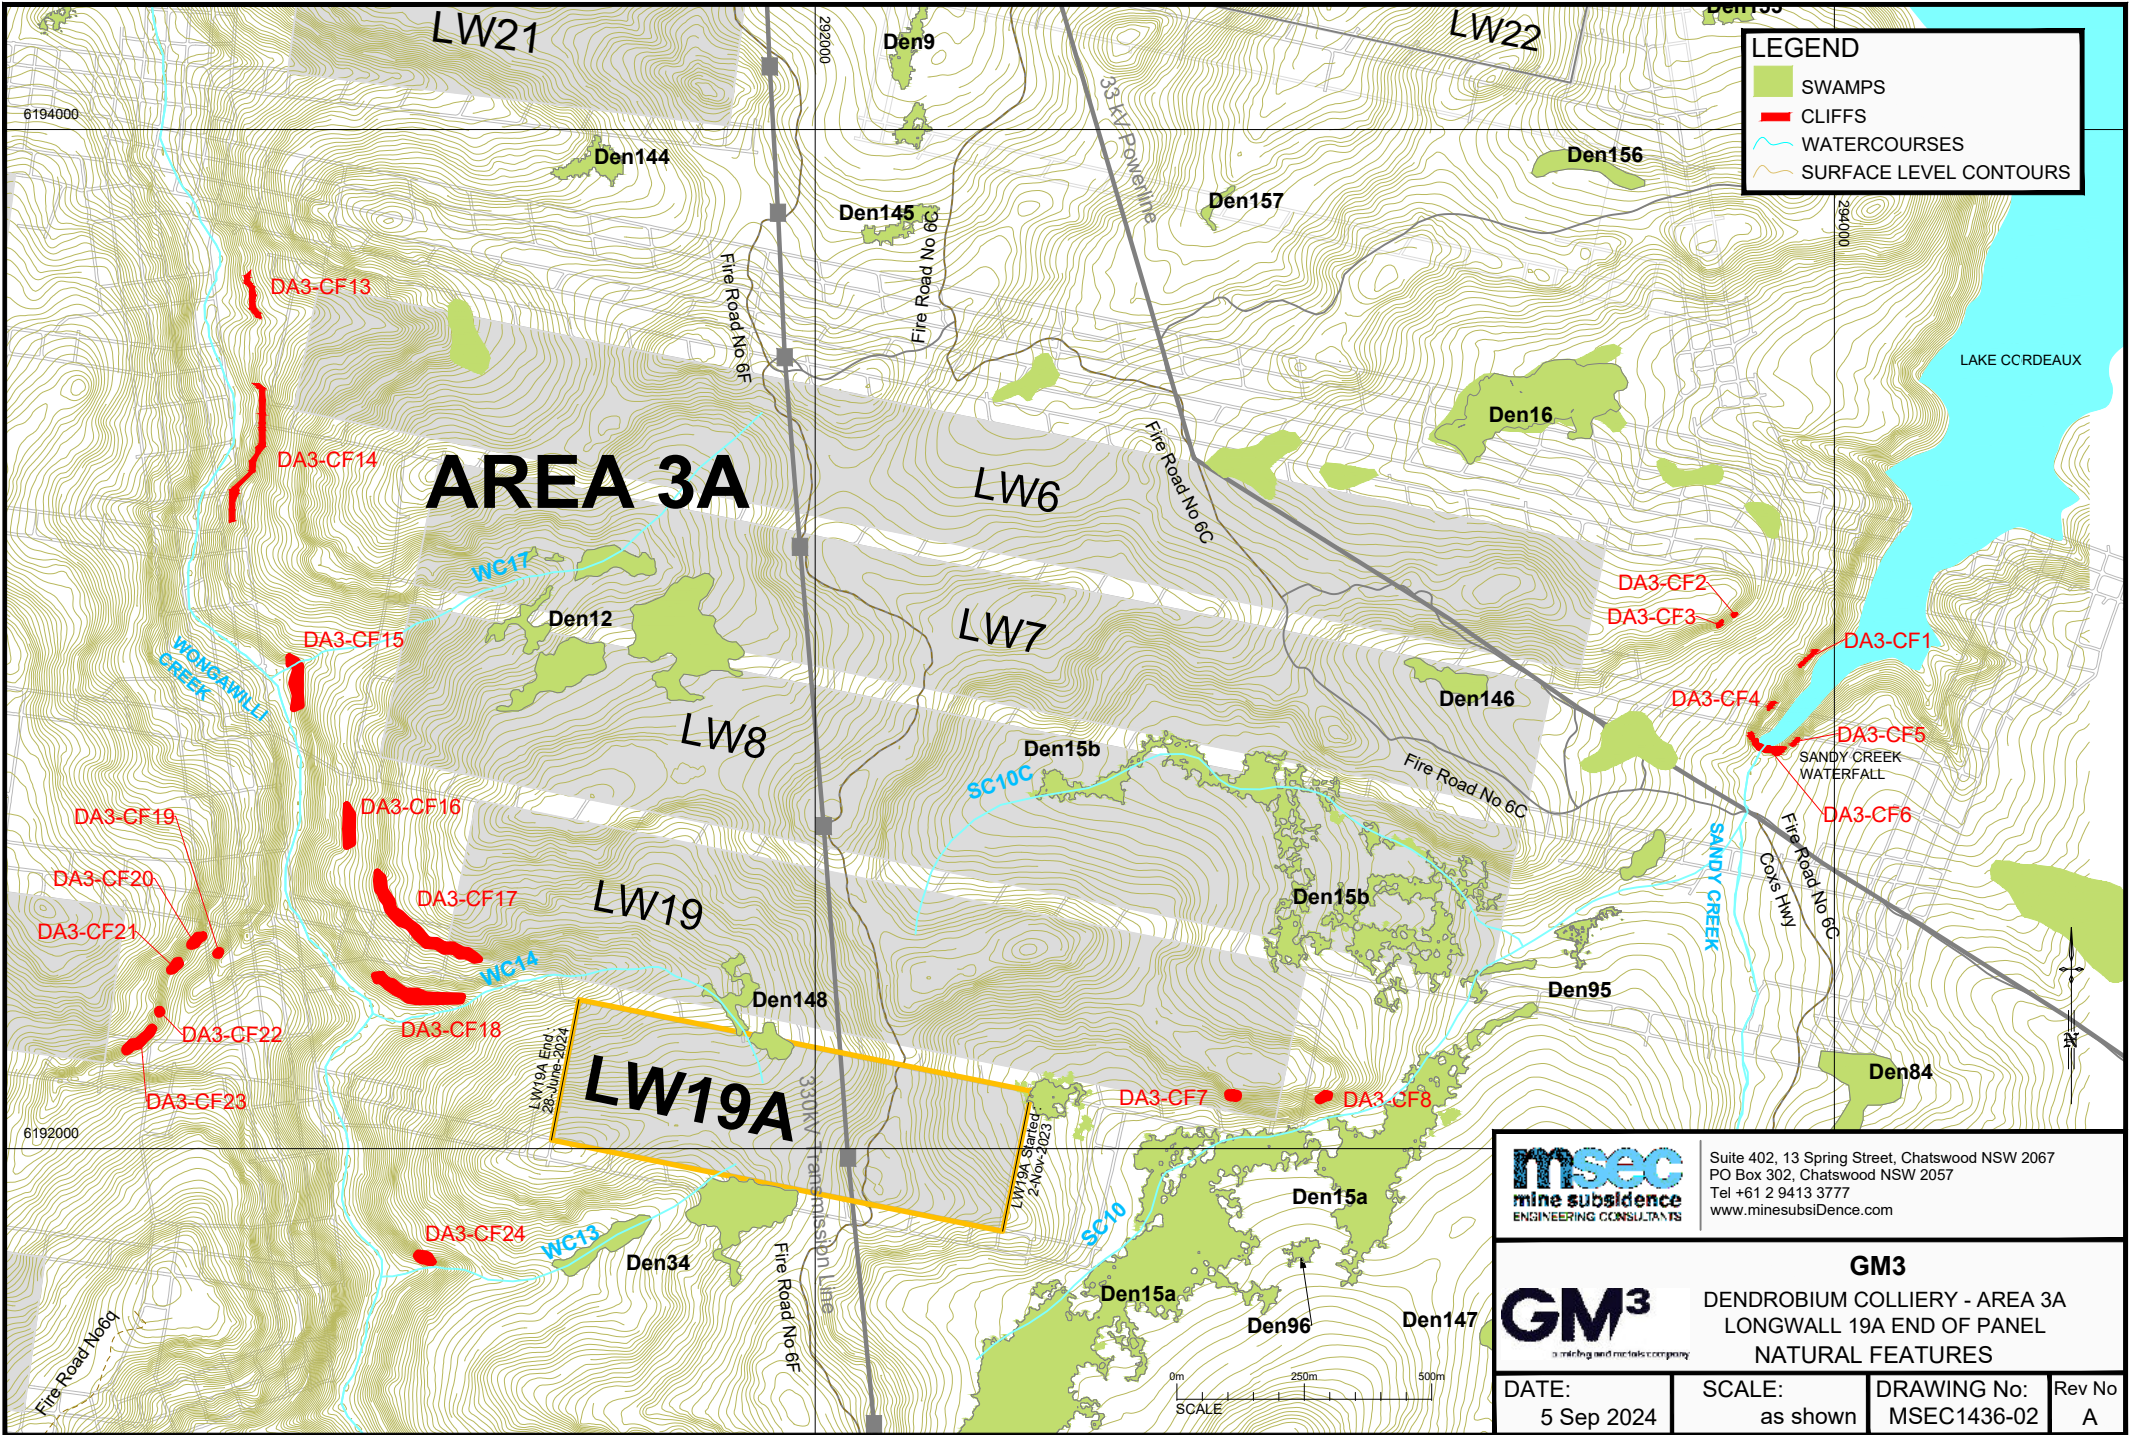 LW21
292000
Den9
LW22
Den155
LEGEND
SWAMPS
CLIFFS
WATERCOURSES
SURFACE LEVEL CONTOURS
6194000
33 kV Powerline
Den144
Den156
Den145
Den157
294000
Fire Road No 6F
Fire Road No 6C
DA3-CF13
LAKE CORDEAUX
Den16
AREA 3A
DA3-CF14
LW6
Fire Road No 6C
WC17
DA3-CF2
DA3-CF3
Den12
LW7
DA3-CF15
DA3-CF1
WONGAWILLI
CREEK
Den146
DA3-CF4
LW8
Den15b
DA3-CF5
SANDY CREEK
WATERFALL
SC10C
Fire Road No 6C
DA3-CF6
DA3-CF16
DA3-CF19
SANDY CREEK
Fire Road No 6C
Coxs Hwy
DA3-CF20
DA3-CF17
LW19
Den15b
DA3-CF21
WC14
Den148
Den95
DA3-CF18
DA3-CF22
LW19A End :
28-June-2024
LW19A
330kV Transmission Line
N
Den84
DA3-CF23
DA3-CF7
DA3-CF8
LW19A Started :
2-Nov-2023
6192000
Den15a
SC10
DA3-CF24
WC13
Den34
Fire Road No 6F
Den15a
Den96
Den147
Fire Road No6q
0m
250m
500m
SCALE
msec
mine subsidence
ENGINEERING CONSULTANTS
Suite 402, 13 Spring Street, Chatswood NSW 2067
PO Box 302, Chatswood NSW 2057
Tel +61 2 9413 3777
www.minesubsiDence.com
GM3
a mining and metals company
GM3
DENDROBIUM COLLIERY - AREA 3A
LONGWALL 19A END OF PANEL
NATURAL FEATURES
DATE:
5 Sep 2024
SCALE:
as shown
DRAWING No:
MSEC1436-02
Rev No
A